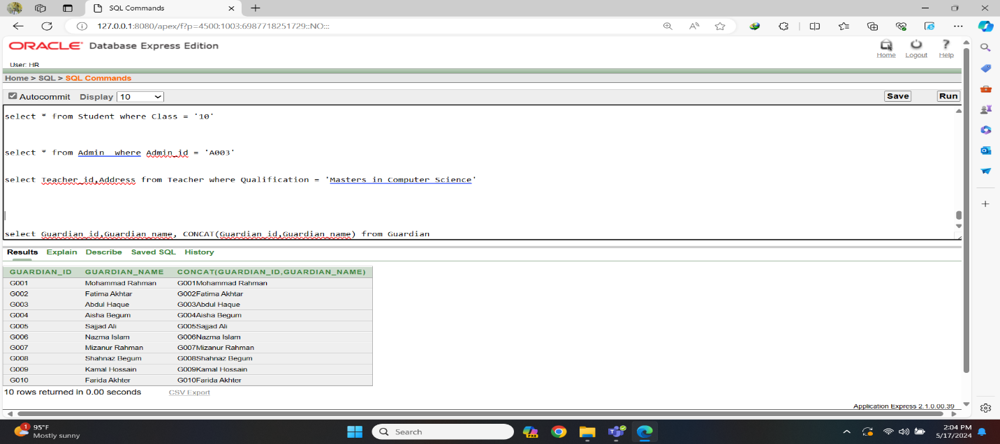 SQL Commands
127.0.0.1:8080/apex/f?p=4500:1003:6987718251729::NO:::
ORACLE Database Express Edition
Home Logout Help
User: HR
Home > SQL > SQL Commands
Autocommit Display 10
Save Run
select * from Student where Class = '10'
select * from Admin where Admin_id = 'A003'
select Teacher_id,Address from Teacher where Qualification = 'Masters in Computer Science'
select Guardian_id,Guardian_name, CONCAT(Guardian_id,Guardian_name) from Guardian
Results Explain Describe Saved SQL History
GUARDIAN_ID GUARDIAN_NAME CONCAT(GUARDIAN_ID,GUARDIAN_NAME)
G001 Mohammad Rahman G001Mohammad Rahman
G002 Fatima Akhtar G002Fatima Akhtar
G003 Abdul Haque G003Abdul Haque
G004 Aisha Begum G004Aisha Begum
G005 Sajjad Ali G005Sajjad Ali
G006 Nazma Islam G006Nazma Islam
G007 Mizanur Rahman G007Mizanur Rahman
G008 Shahnaz Begum G008Shahnaz Begum
G009 Kamal Hossain G009Kamal Hossain
G010 Farida Akhter G010Farida Akhter
10 rows returned in 0.00 seconds CSV Export
Application Express 2.1.0.00.39
1
95°F
Mostly sunny
Search
PRE
2:04 PM
5/17/2024